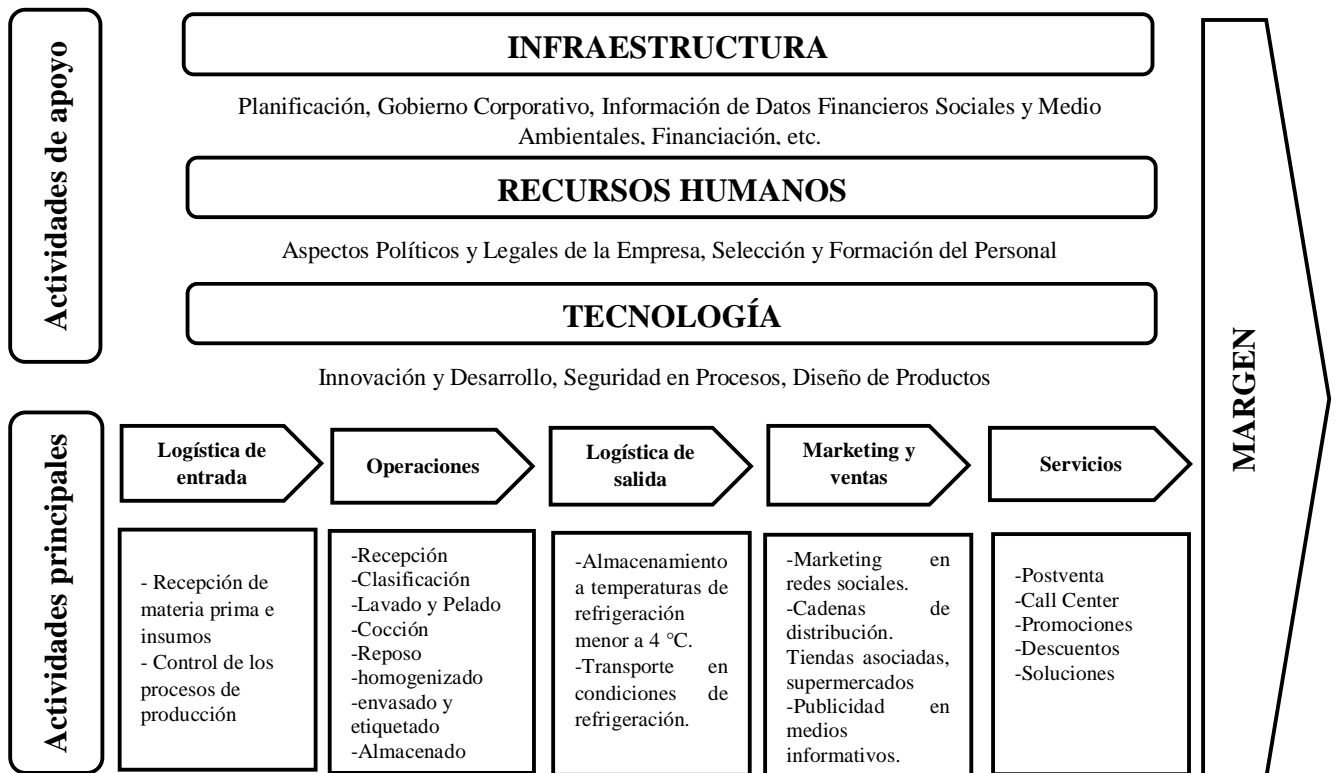 Actividades de apoyo
INFRAESTRUCTURA
Planificación, Gobierno Corporativo, Información de Datos Financieros Sociales y Medio
Ambientales, Financiación, etc.
RECURSOS HUMANOS
Aspectos Políticos y Legales de la Empresa, Selección y Formación del Personal
TECNOLOGÍA
Innovación y Desarrollo, Seguridad en Procesos, Diseño de Productos
MARGEN
Actividades principales
Logística de
entrada
- Recepción de
materia prima e
insumos
- Control de los
procesos de
producción
Operaciones
-Recepción
-Clasificación
-Lavado y Pelado
-Cocción
-Reposo
-homogenizado
-envasado y
etiquetado
-Almacenado
Logística de
salida
-Almacenamiento
a temperaturas de
refrigeración
menor a 4 °C.
-Transporte en
condiciones de
refrigeración.
Marketing y
ventas
-Marketing en
redes sociales.
-Cadenas de
distribución.
Tiendas asociadas,
supermercados
-Publicidad en
medios
informativos.
Servicios
-Postventa
-Call Center
-Promociones
-Descuentos
-Soluciones